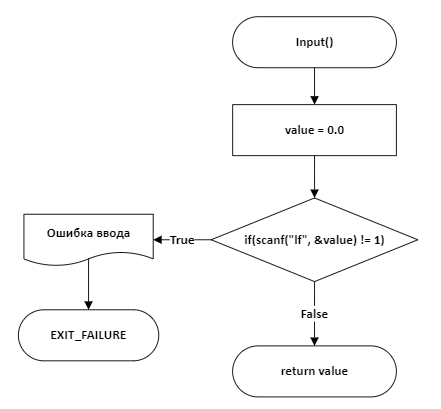 Input()
value = 0.0
if(scanf("lf", &value) != 1)
True
Ошибка ввода
EXIT_FAILURE
False
return value